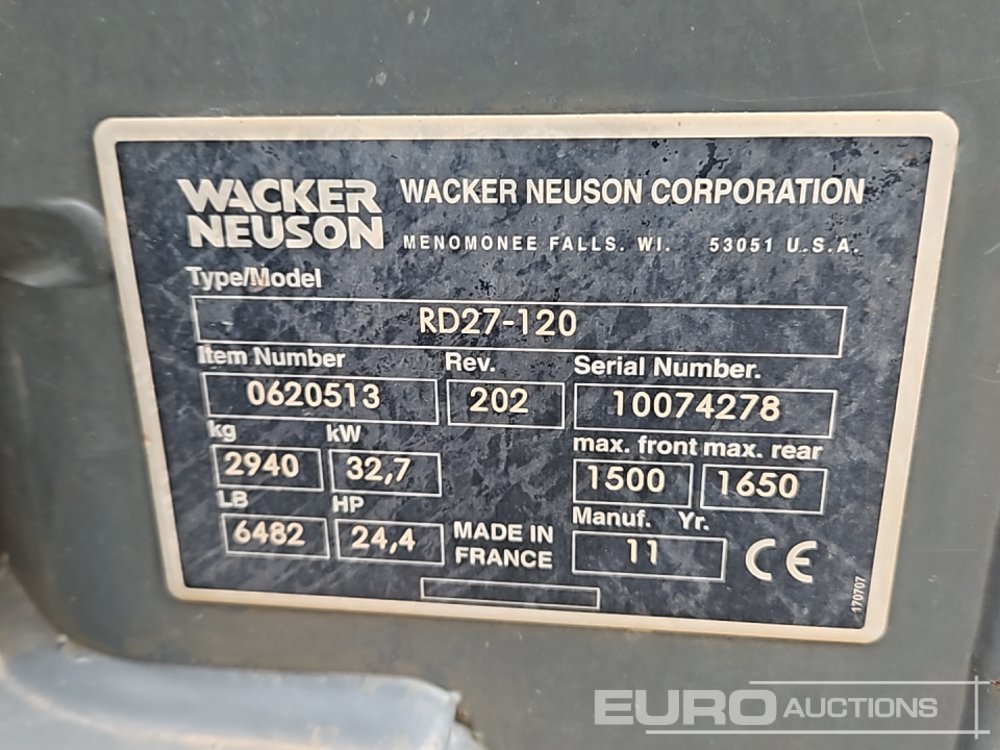 WACKER
NEUSON
WACKER NEUSON CORPORATION
MENOMONEE FALLS. WI. 53051 U.S.A.
Type/Model
RD27-120
Item Number Rev. Serial Number.
0620513 202 10074278
kg kW max. front max. rear
2940 32,7 1500 1650
LB HP Manuf. Yr.
6482 24,4 MADE IN
FRANCE 11 CE
170707
EURO AUCTIONS